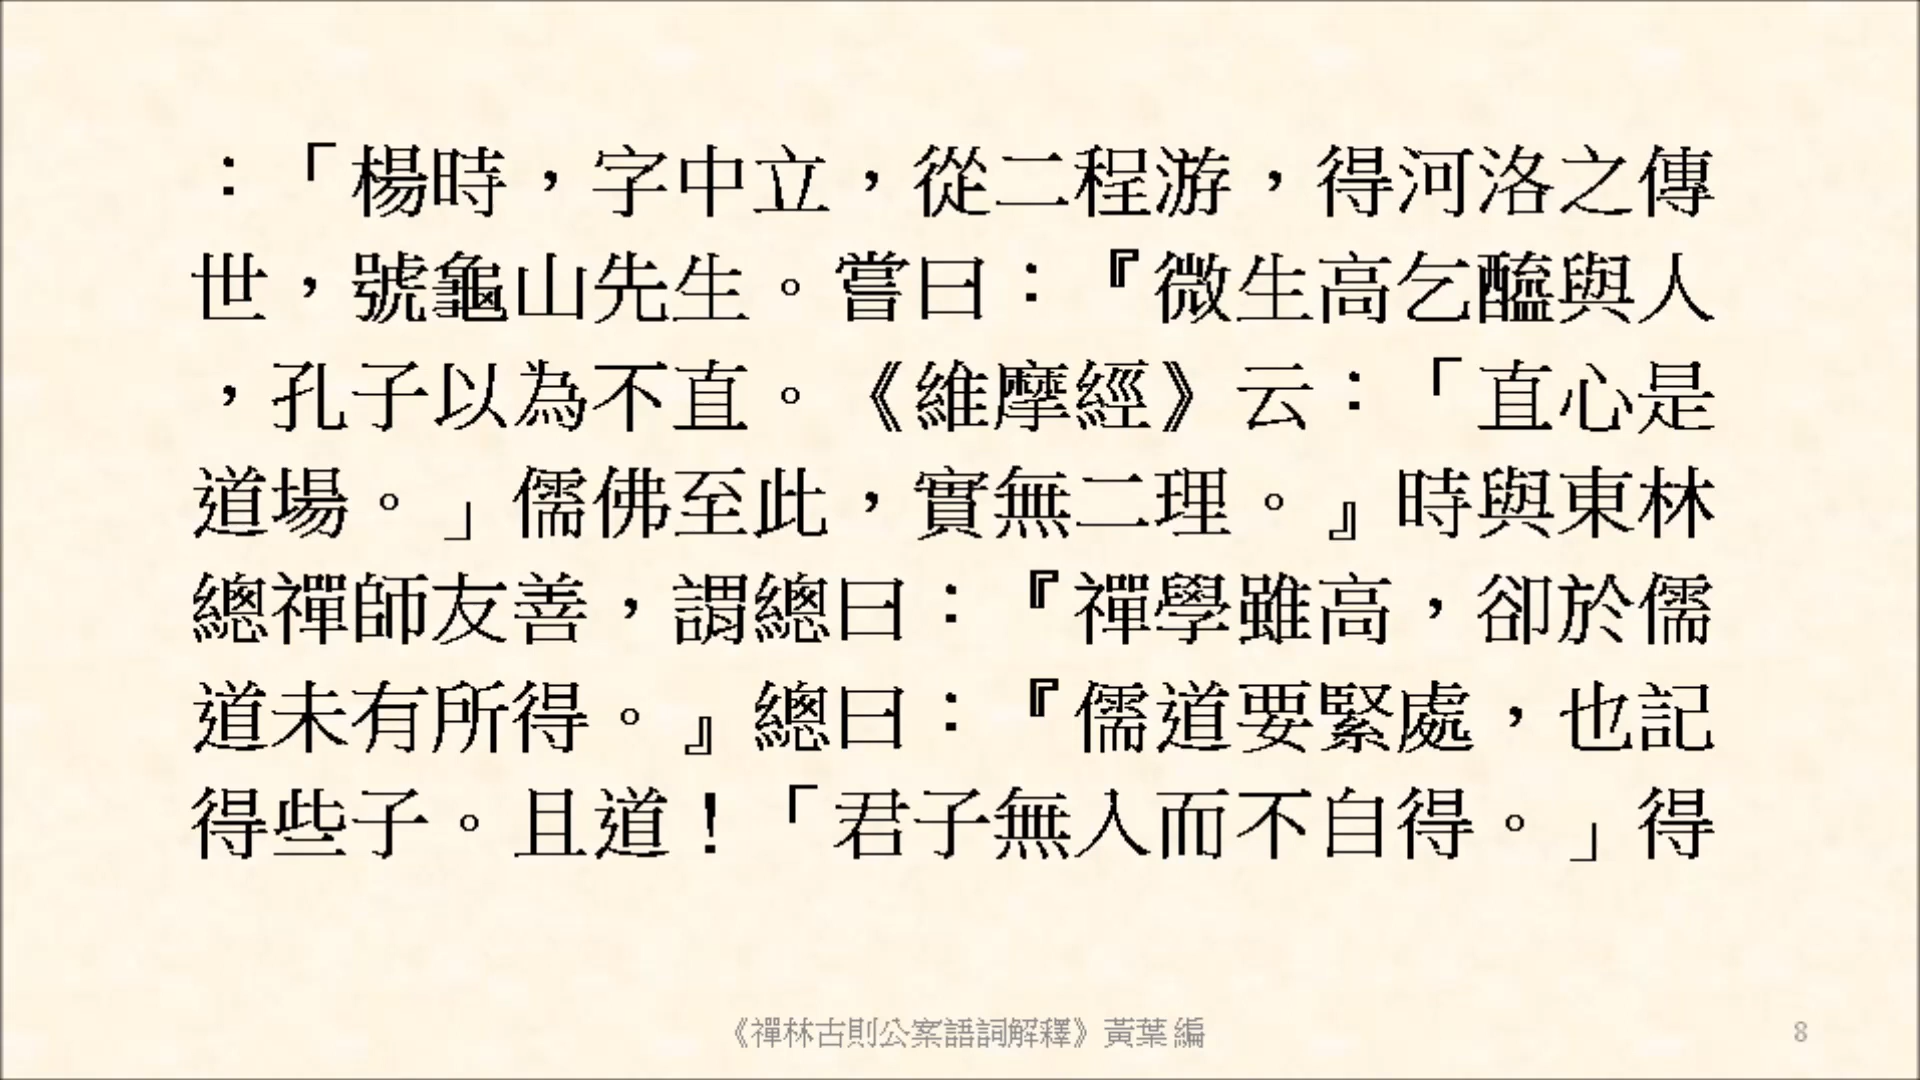 ：「楊時，字中立，從二程游，得河洛之傳
世，號龜山先生。嘗曰：『微生高乞醯與人
，孔子以為不直。《維摩經》云：「直心是
道場。」儒佛至此，實無二理。』時與東林
總禪師友善，謂總曰：『禪學雖高，卻於儒
道未有所得。』總曰：『儒道要緊處，也記
得些子。且道！「君子無入而不自得。」得
《禪林古則公案語詞解釋》黃葉 編
8